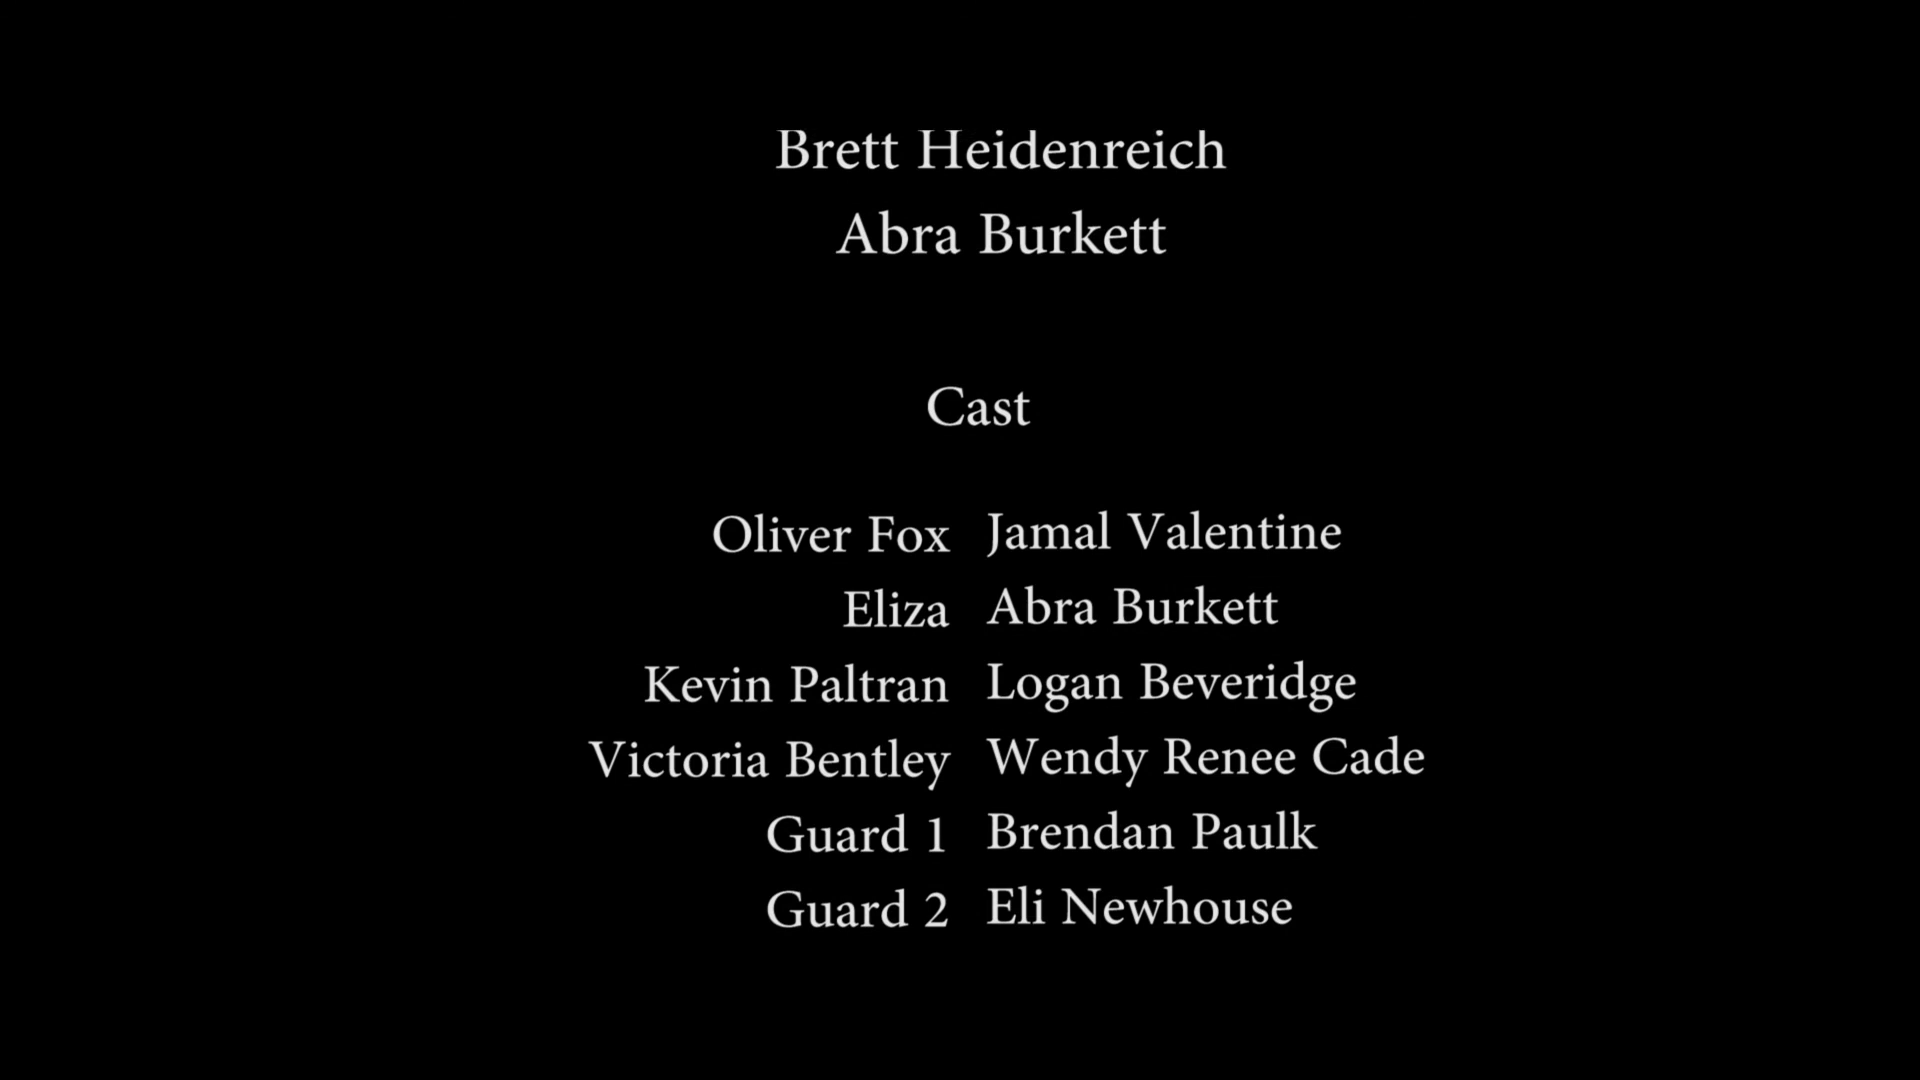 Brett Heidenreich
Abra Burkett
Cast
Oliver Fox Jamal Valentine
Eliza Abra Burkett
Kevin Paltran Logan Beveridge
Victoria Bentley Wendy Renee Cade
Guard 1 Brendan Paulk
Guard 2 Eli Newhouse